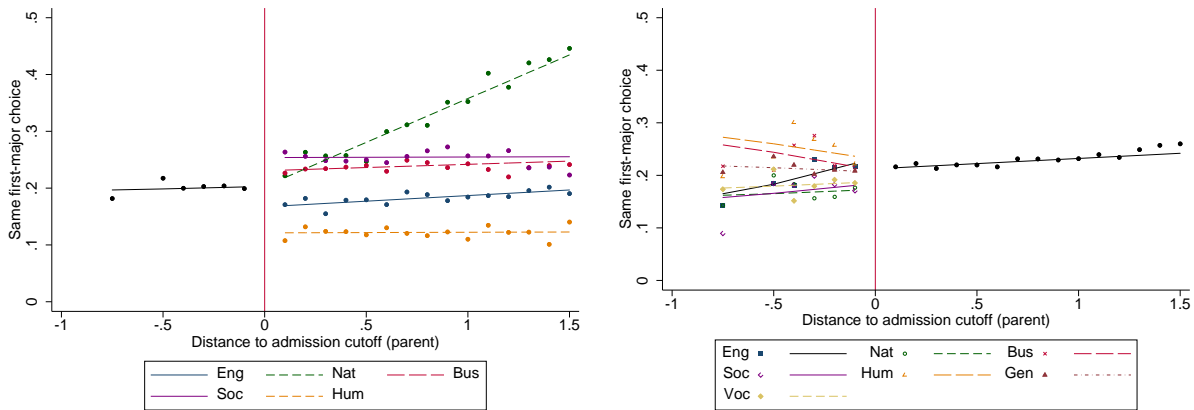 Same first-major choice
.5
.4
.3
.2
.1
0
-1 -.5 0 .5 1 1.5
Distance to admission cutoff (parent)
Eng Nat Bus
Soc Hum
Same first-major choice
.5
.4
.3
.2
.1
0
-1 -.5 0 .5 1 1.5
Distance to admission cutoff (parent)
Eng Nat Bus
Soc Hum Gen
Voc